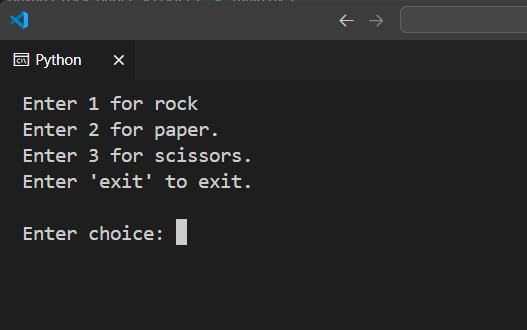 Python
Enter 1 for rock
Enter 2 for paper.
Enter 3 for scissors.
Enter 'exit' to exit.
Enter choice: